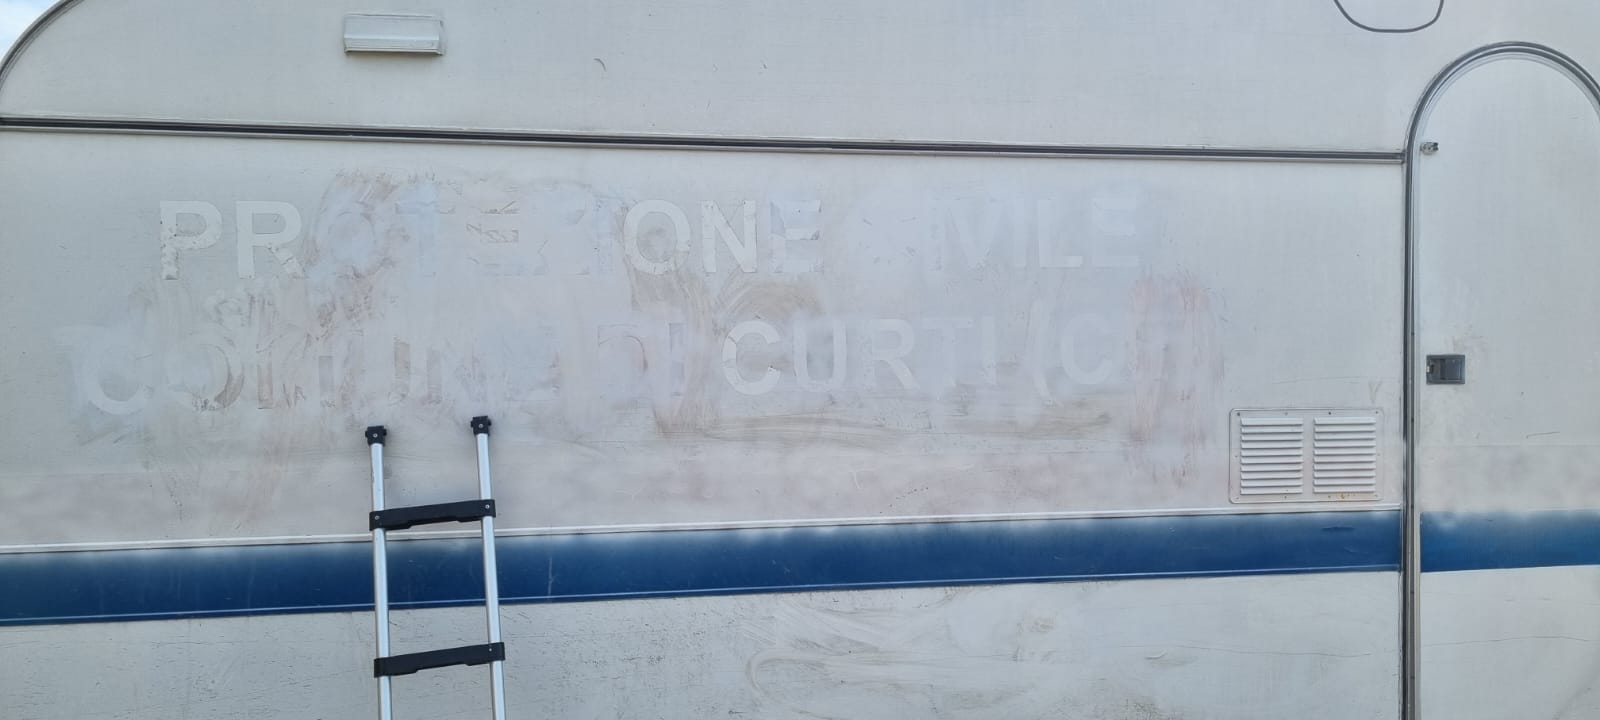 PROTEZIONE CIVILE
COMUNE DI CURTI (C